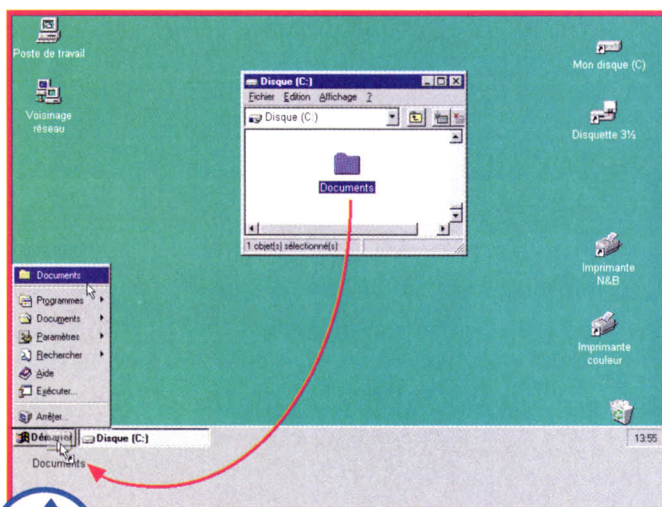 Poste de travail
Voisinage
réseau
Disque (C:)
Fichier Edition Affichage ?
Disque (C:)
Documents
1 objet(s) sélectionné(s)
Mon disque (C)
Disquette 3½
Imprimante
N&B
Imprimante
couleur
Documents
Programmes
Documents
Paramètres
Rechercher
Aide
Exécuter...
Arrêter...
Démarrer
Disque (C:)
13:55
Documents